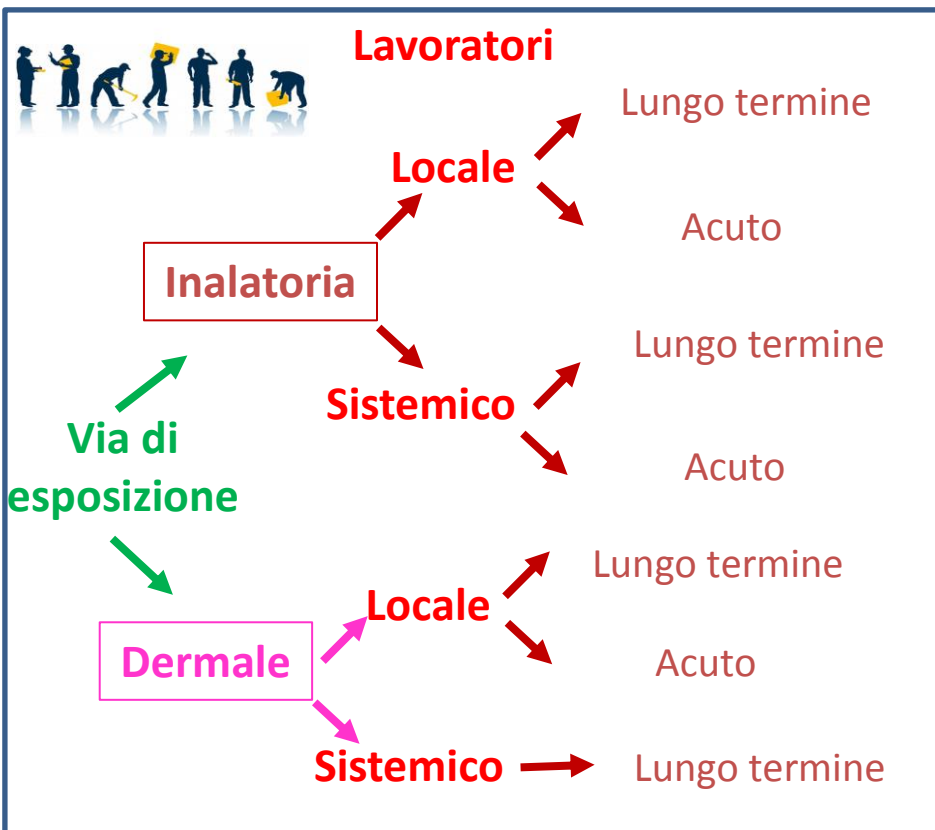 Lavoratori
Lungo termine
Locale
Acuto
Inalatoria
Lungo termine
Sistemico
Acuto
Via di
esposizione
Lungo termine
Locale
Acuto
Dermale
Sistemico
Lungo termine